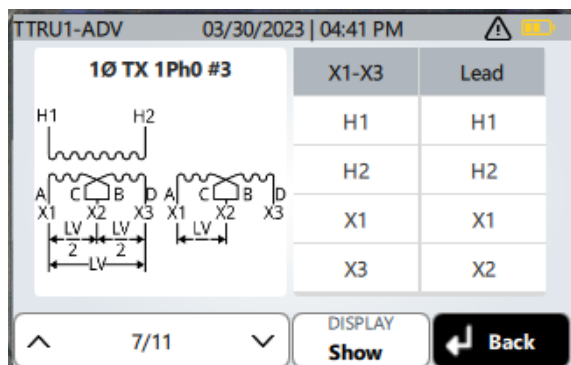 TTRU1-ADV 03/30/2023 | 04:41 PM
1Ø TX 1Ph0 #3
H1 H2
A C B D A C B D
X1 X2 X3 X1 X2 X3
LV LV LV
2 2
LV
X1-X3 Lead
H1 H1
H2 H2
X1 X1
X3 X2
7/11
DISPLAY
Show
Back